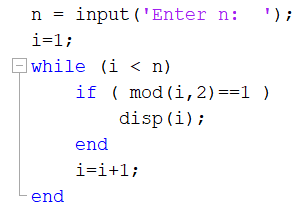 n = input('Enter n:  ');
i=1;
while (i < n)
    if ( mod(i,2)==1 )
        disp(i);
    end
    i=i+1;
end